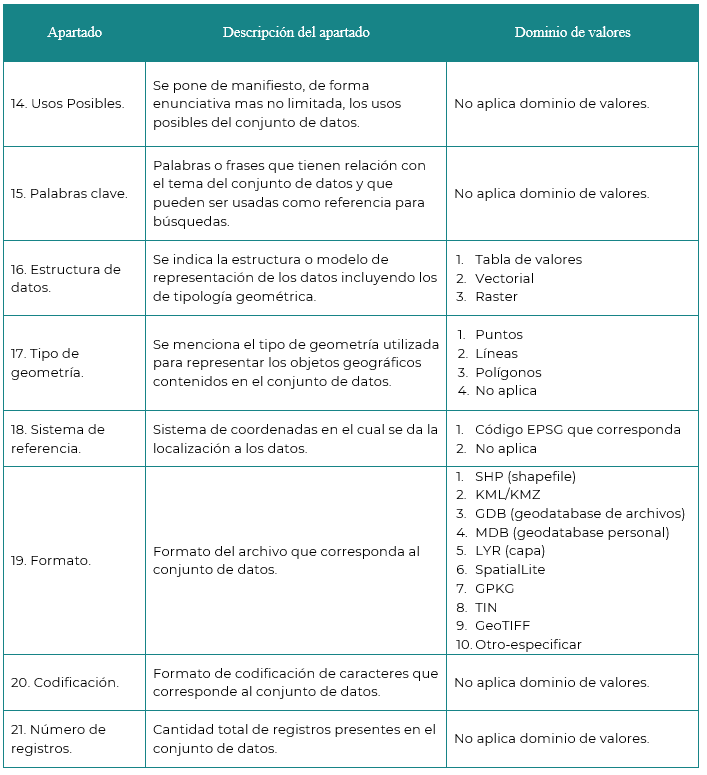 Apartado
Descripción del apartado
Dominio de valores
14. Usos Posibles.
Se pone de manifiesto, de forma
enunciativa mas no limitada, los usos
posibles del conjunto de datos.
No aplica dominio de valores.
15. Palabras clave.
Palabras o frases que tienen relación con
el tema del conjunto de datos y que
pueden ser usadas como referencia para
búsquedas.
No aplica dominio de valores.
16. Estructura de
datos.
Se indica la estructura o modelo de
representación de los datos incluyendo los
de tipología geométrica.
1. Tabla de valores
2. Vectorial
3. Raster
17. Tipo de
geometría.
Se menciona el tipo de geometría utilizada
para representar los objetos geográficos
contenidos en el conjunto de datos.
1. Puntos
2. Líneas
3. Polígonos
4. No aplica
18. Sistema de
referencia.
Sistema de coordenadas en el cual se da la
localización a los datos.
1. Código EPSG que corresponda
2. No aplica
19. Formato.
Formato del archivo que corresponda al
conjunto de datos.
1. SHP (shapefile)
2. KML/KMZ
3. GDB (geodatabase de archivos)
4. MDB (geodatabase personal)
5. LYR (capa)
6. SpatialLite
7. GPKG
8. TIN
9. GeoTIFF
10. Otro-especificar
20. Codificación.
Formato de codificación de caracteres que
corresponde al conjunto de datos.
No aplica dominio de valores.
21. Número de
registros.
Cantidad total de registros presentes en el
conjunto de datos.
No aplica dominio de valores.